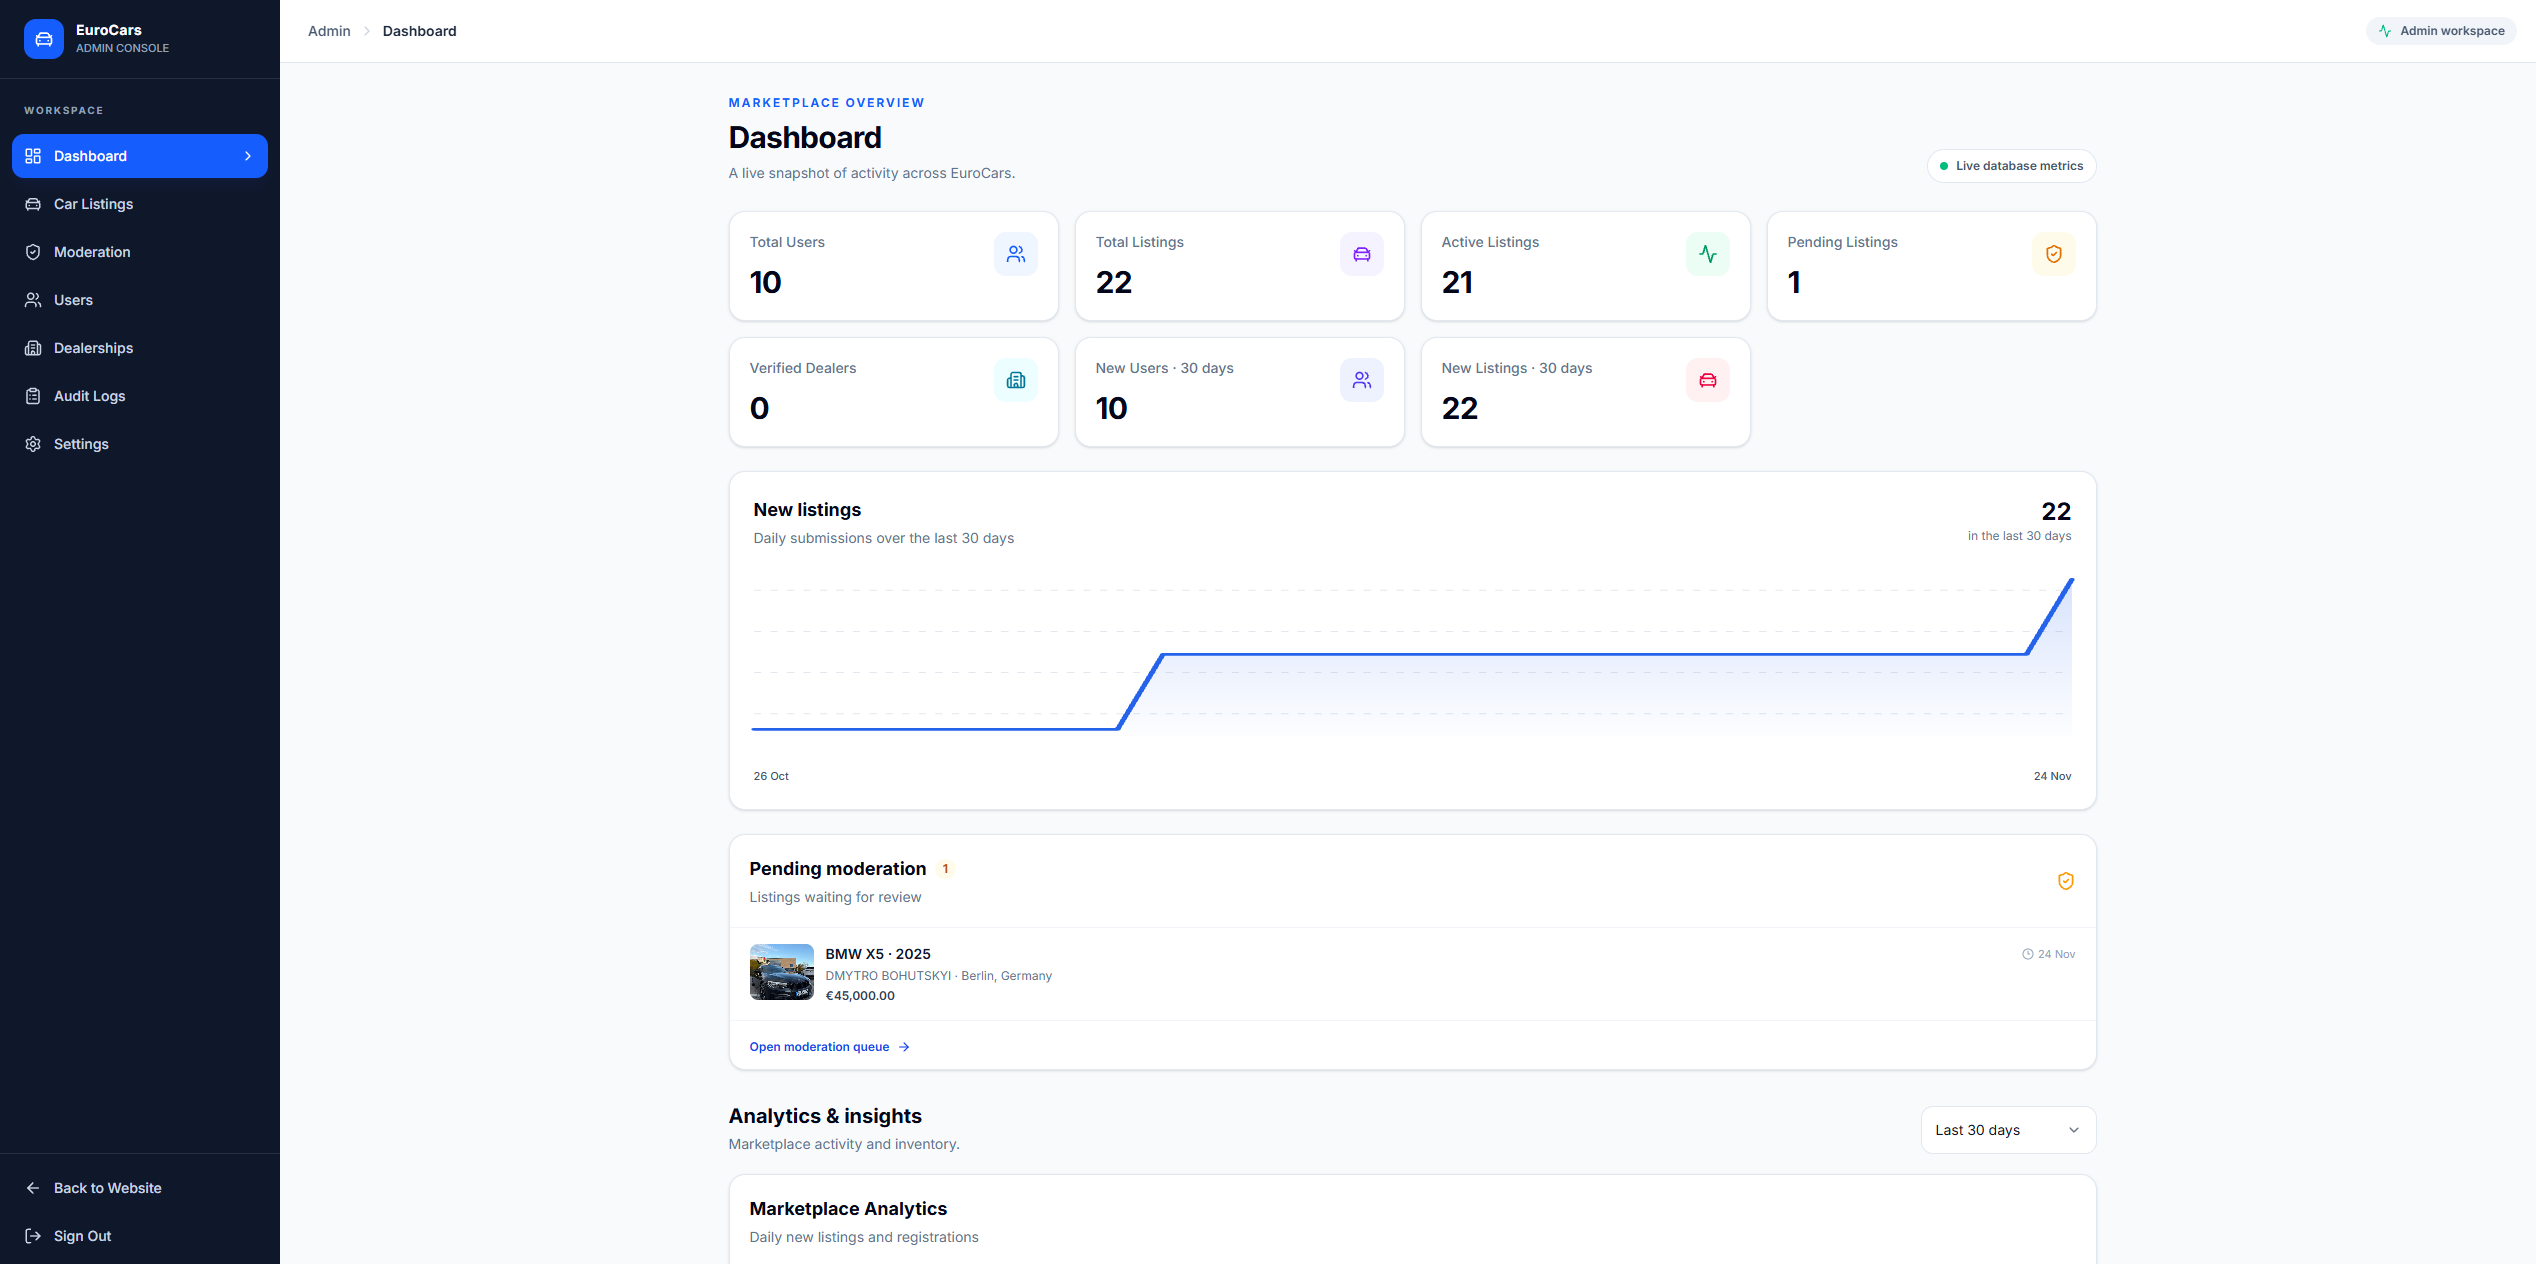 EuroCars
ADMIN CONSOLE
WORKSPACE
Dashboard
Car Listings
Moderation
Users
Dealerships
Audit Logs
Settings
Back to Website
Sign Out
Admin > Dashboard
Admin workspace
MARKETPLACE OVERVIEW
Dashboard
A live snapshot of activity across EuroCars.
Live database metrics
Total Users
10
Total Listings
22
Active Listings
21
Pending Listings
1
Verified Dealers
0
New Users · 30 days
10
New Listings · 30 days
22
New listings
Daily submissions over the last 30 days
22
in the last 30 days
26 Oct
24 Nov
Pending moderation 1
Listings waiting for review
BMW X5 · 2025
24 Nov
DMYTRO BOHUTSKYI · Berlin, Germany
€45,000.00
Open moderation queue →
Analytics & insights
Marketplace activity and inventory.
Last 30 days
Marketplace Analytics
Daily new listings and registrations